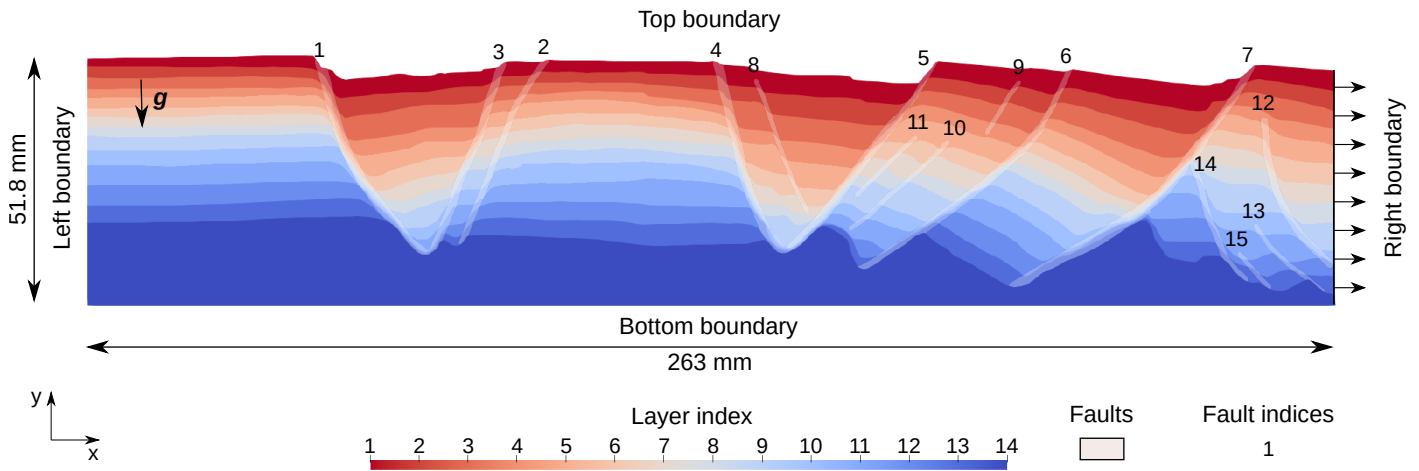 Top boundary
1
3
2
4
8
5
9
6
7
g
12
11
10
14
13
15
51.8 mm
Left boundary
Right boundary
Bottom boundary
263 mm
y
x
Layer index
1 2 3 4 5 6 7 8 9 10 11 12 13 14
Faults
Fault indices
1